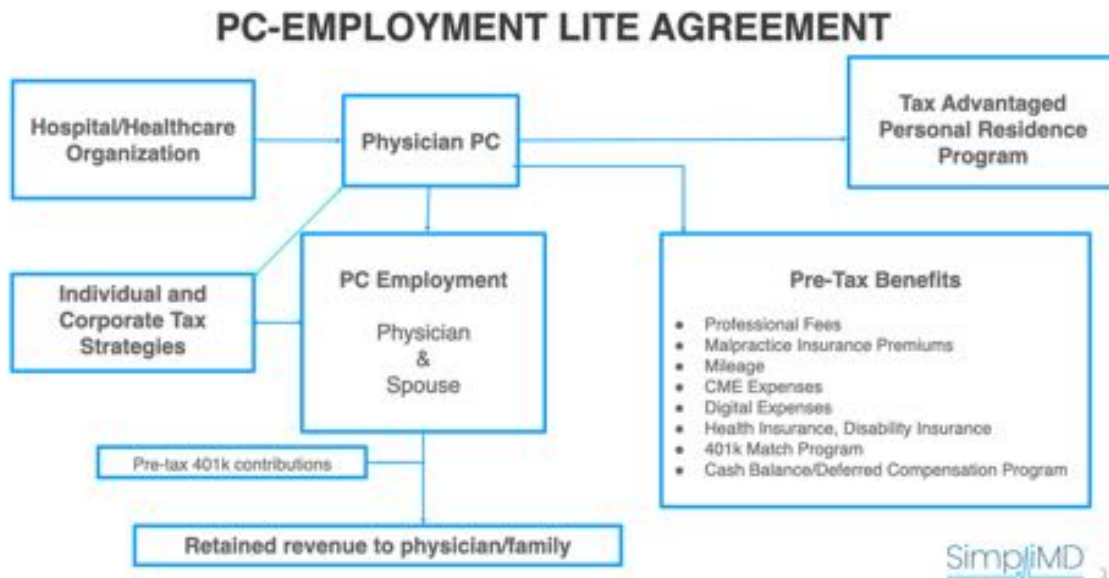 PC-EMPLOYMENT LITE AGREEMENT
Hospital/Healthcare
Organization
Physician PC
Tax Advantaged
Personal Residence
Program
Individual and
Corporate Tax
Strategies
PC Employment
Physician
&
Spouse
Pre-Tax Benefits
● Professional Fees
● Malpractice Insurance Premiums
● Mileage
● CME Expenses
● Digital Expenses
● Health Insurance, Disability Insurance
● 401k Match Program
● Cash Balance/Deferred Compensation Program
Pre-tax 401k contributions
Retained revenue to physician/family
SimpliMD